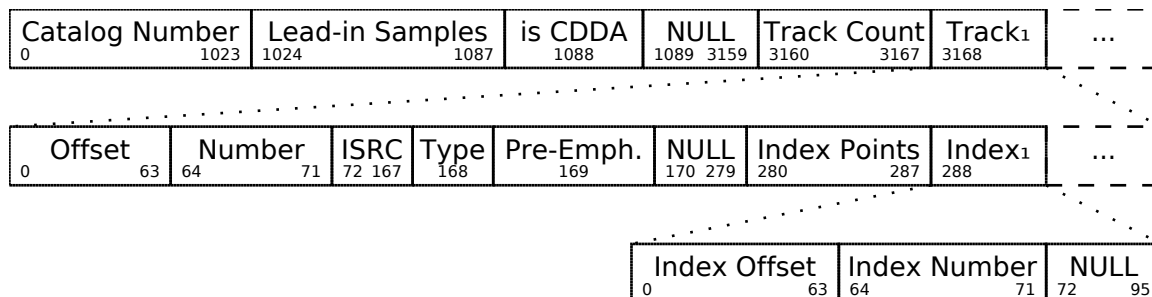 Catalog Number Lead-in Samples is CDDA NULL Track Count Track₁ ...
0 1023 1024 1087 1088 1089 3159 3160 3167 3168
Offset Number ISRC Type Pre-Emph. NULL Index Points Index₁ ...
0 63 64 71 72 167 168 169 170 279 280 287 288
Index Offset Index Number NULL
0 63 64 71 72 95